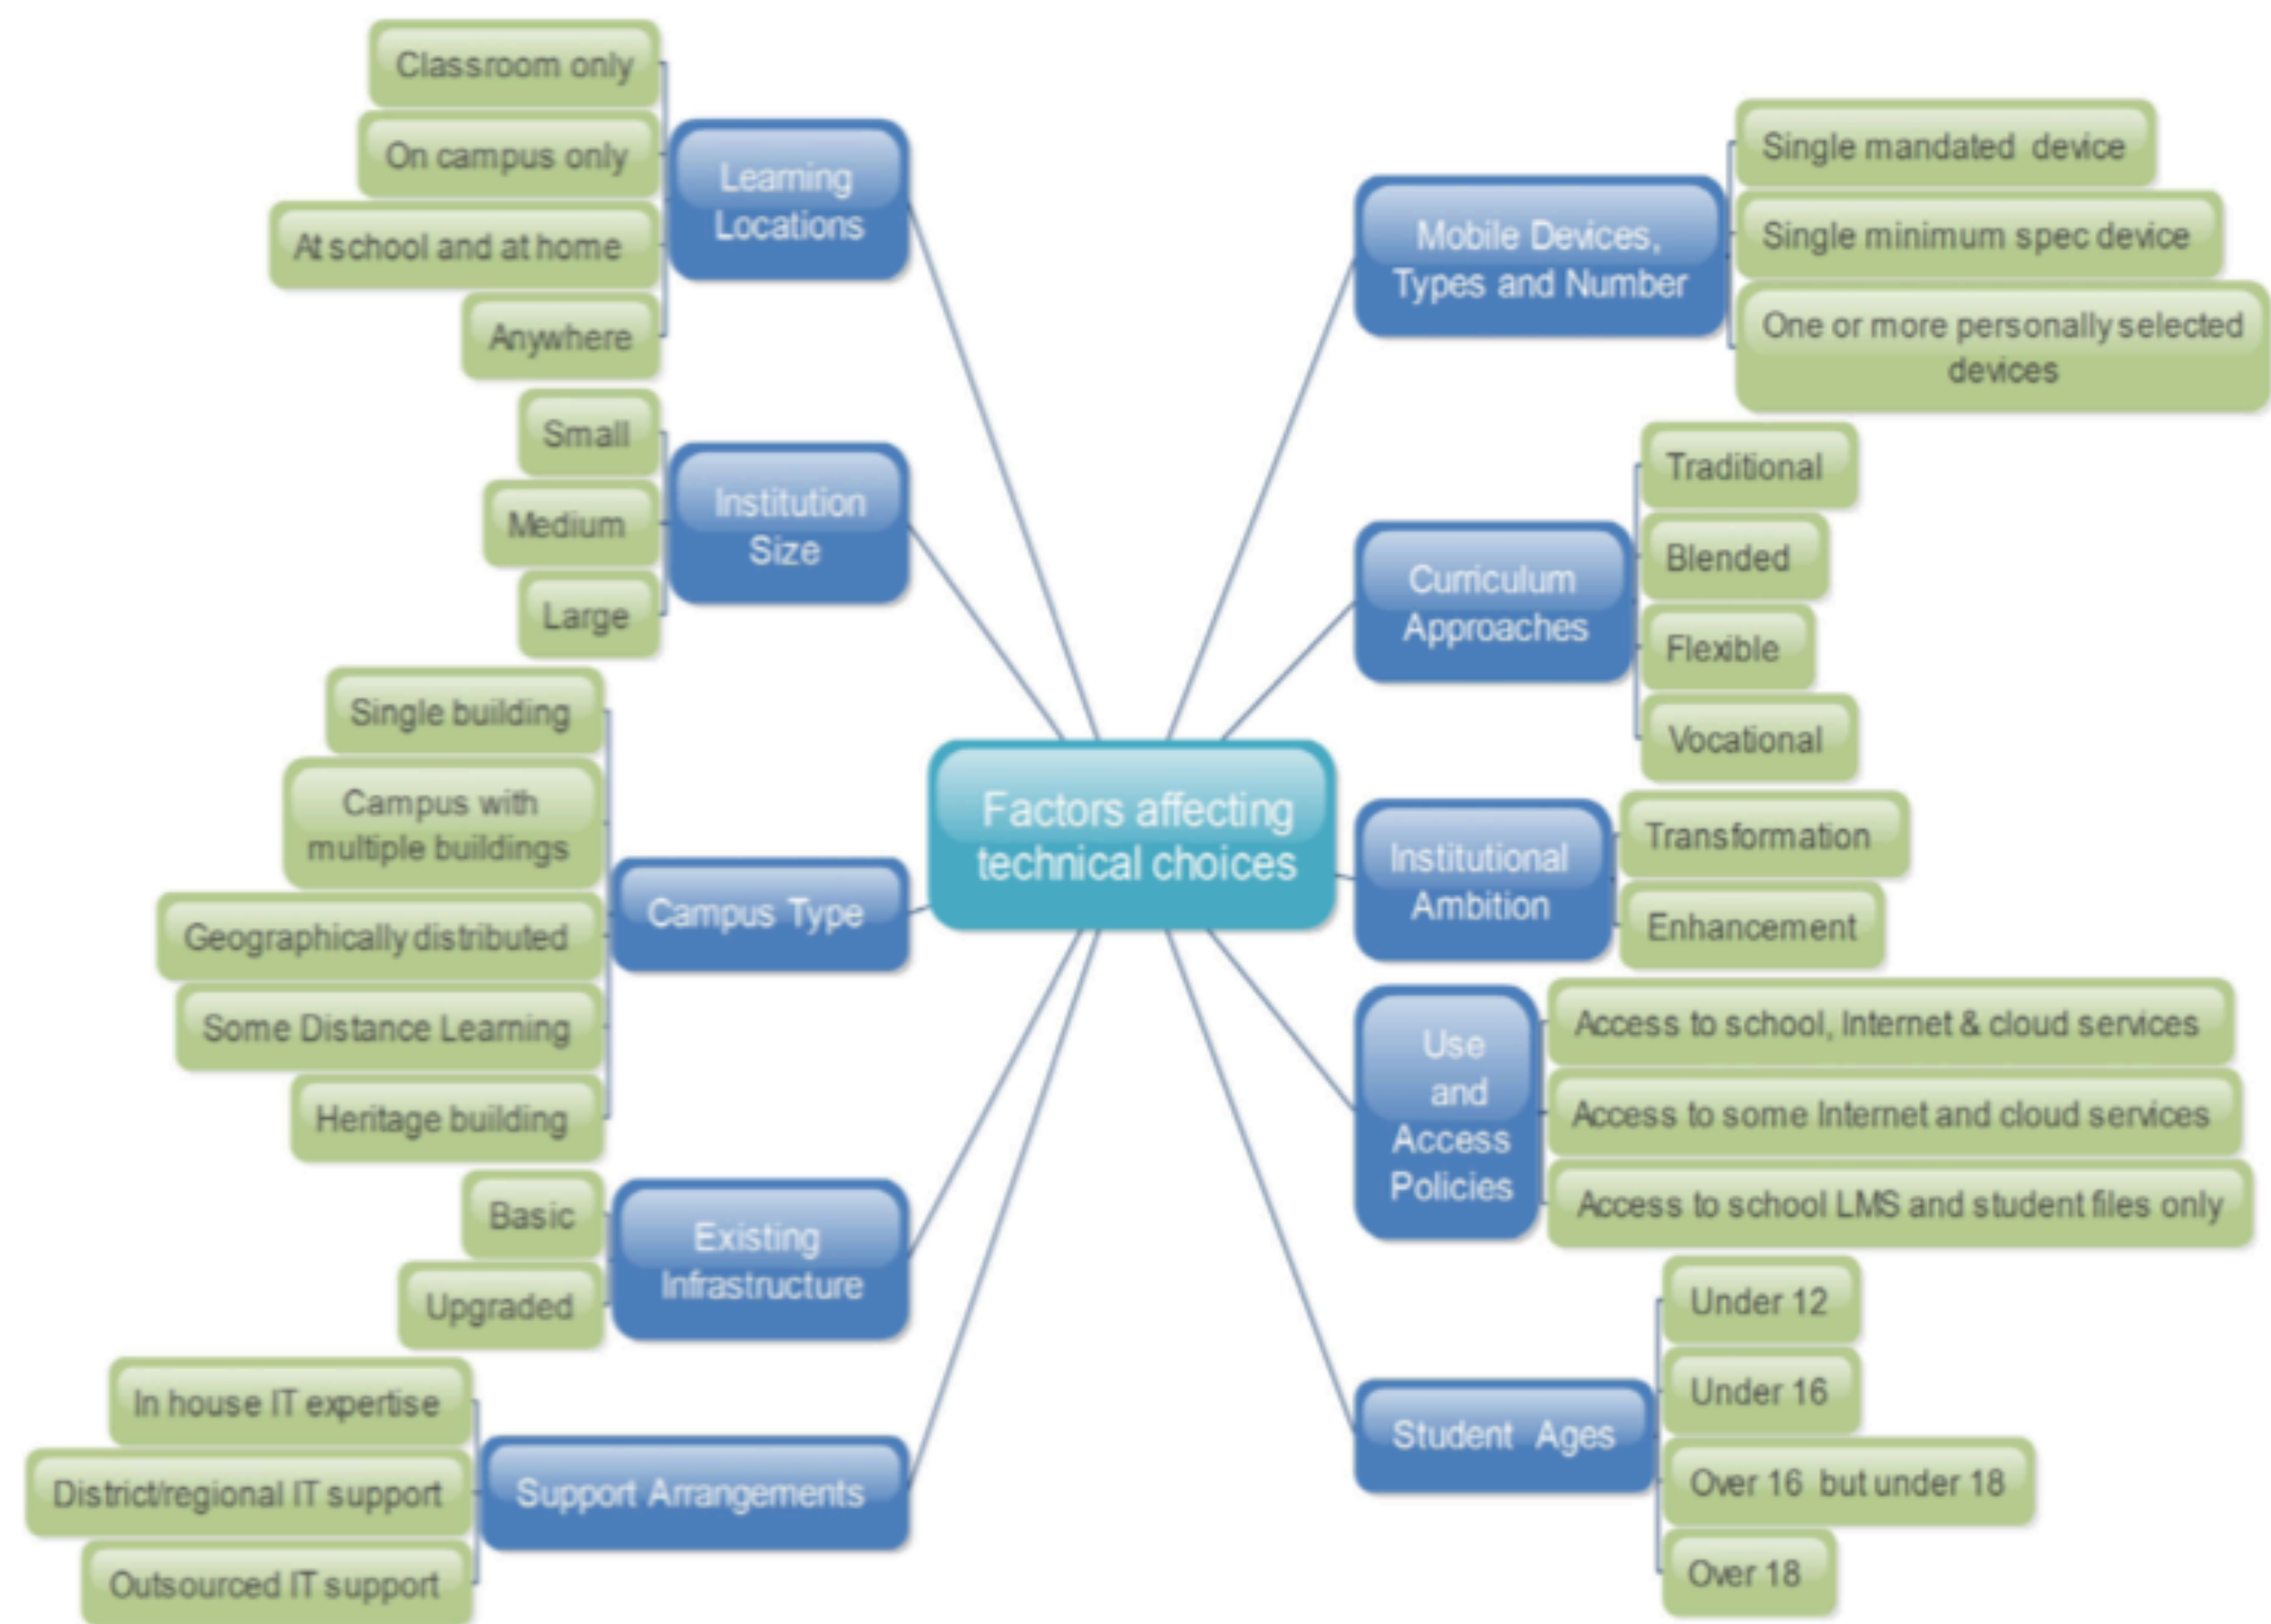 Classroom only
On campus only
At school and at home
Anywhere
Learning
Locations
Small
Medium
Large
Institution
Size
Single building
Campus with
multiple buildings
Geographically distributed
Some Distance Learning
Heritage building
Campus Type
Basic
Upgraded
Existing
Infrastructure
In house IT expertise
District/regional IT support
Outsourced IT support
Support Arrangements
Factors affecting
technical choices
Mobile Devices,
Types and Number
Single mandated device
Single minimum spec device
One or more personally selected
devices
Curriculum
Approaches
Traditional
Blended
Flexible
Vocational
Institutional
Ambition
Transformation
Enhancement
Use
and
Access
Policies
Access to school, Internet & cloud services
Access to some Internet and cloud services
Access to school LMS and student files only
Student Ages
Under 12
Under 16
Over 16 but under 18
Over 18